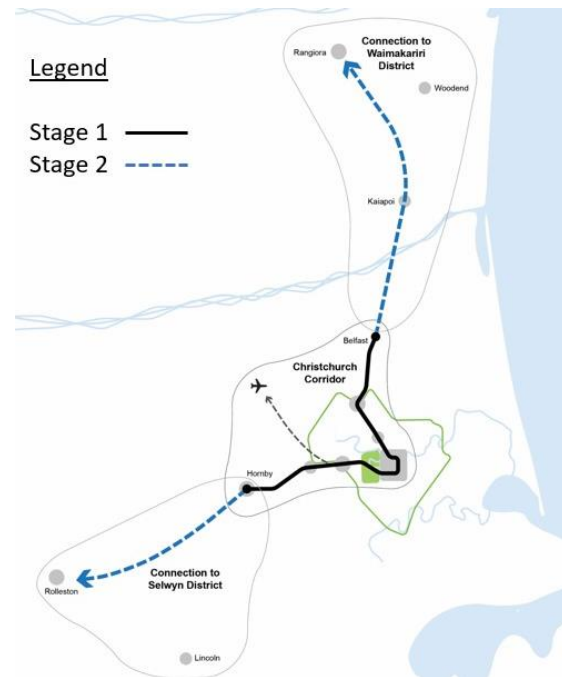 Legend
Stage 1
Stage 2
Connection to
Waimakariri
District
Rangiora
Woodend
Kaiapoi
Belfast
Christchurch
Corridor
Hornby
Connection to
Selwyn District
Rolleston
Lincoln